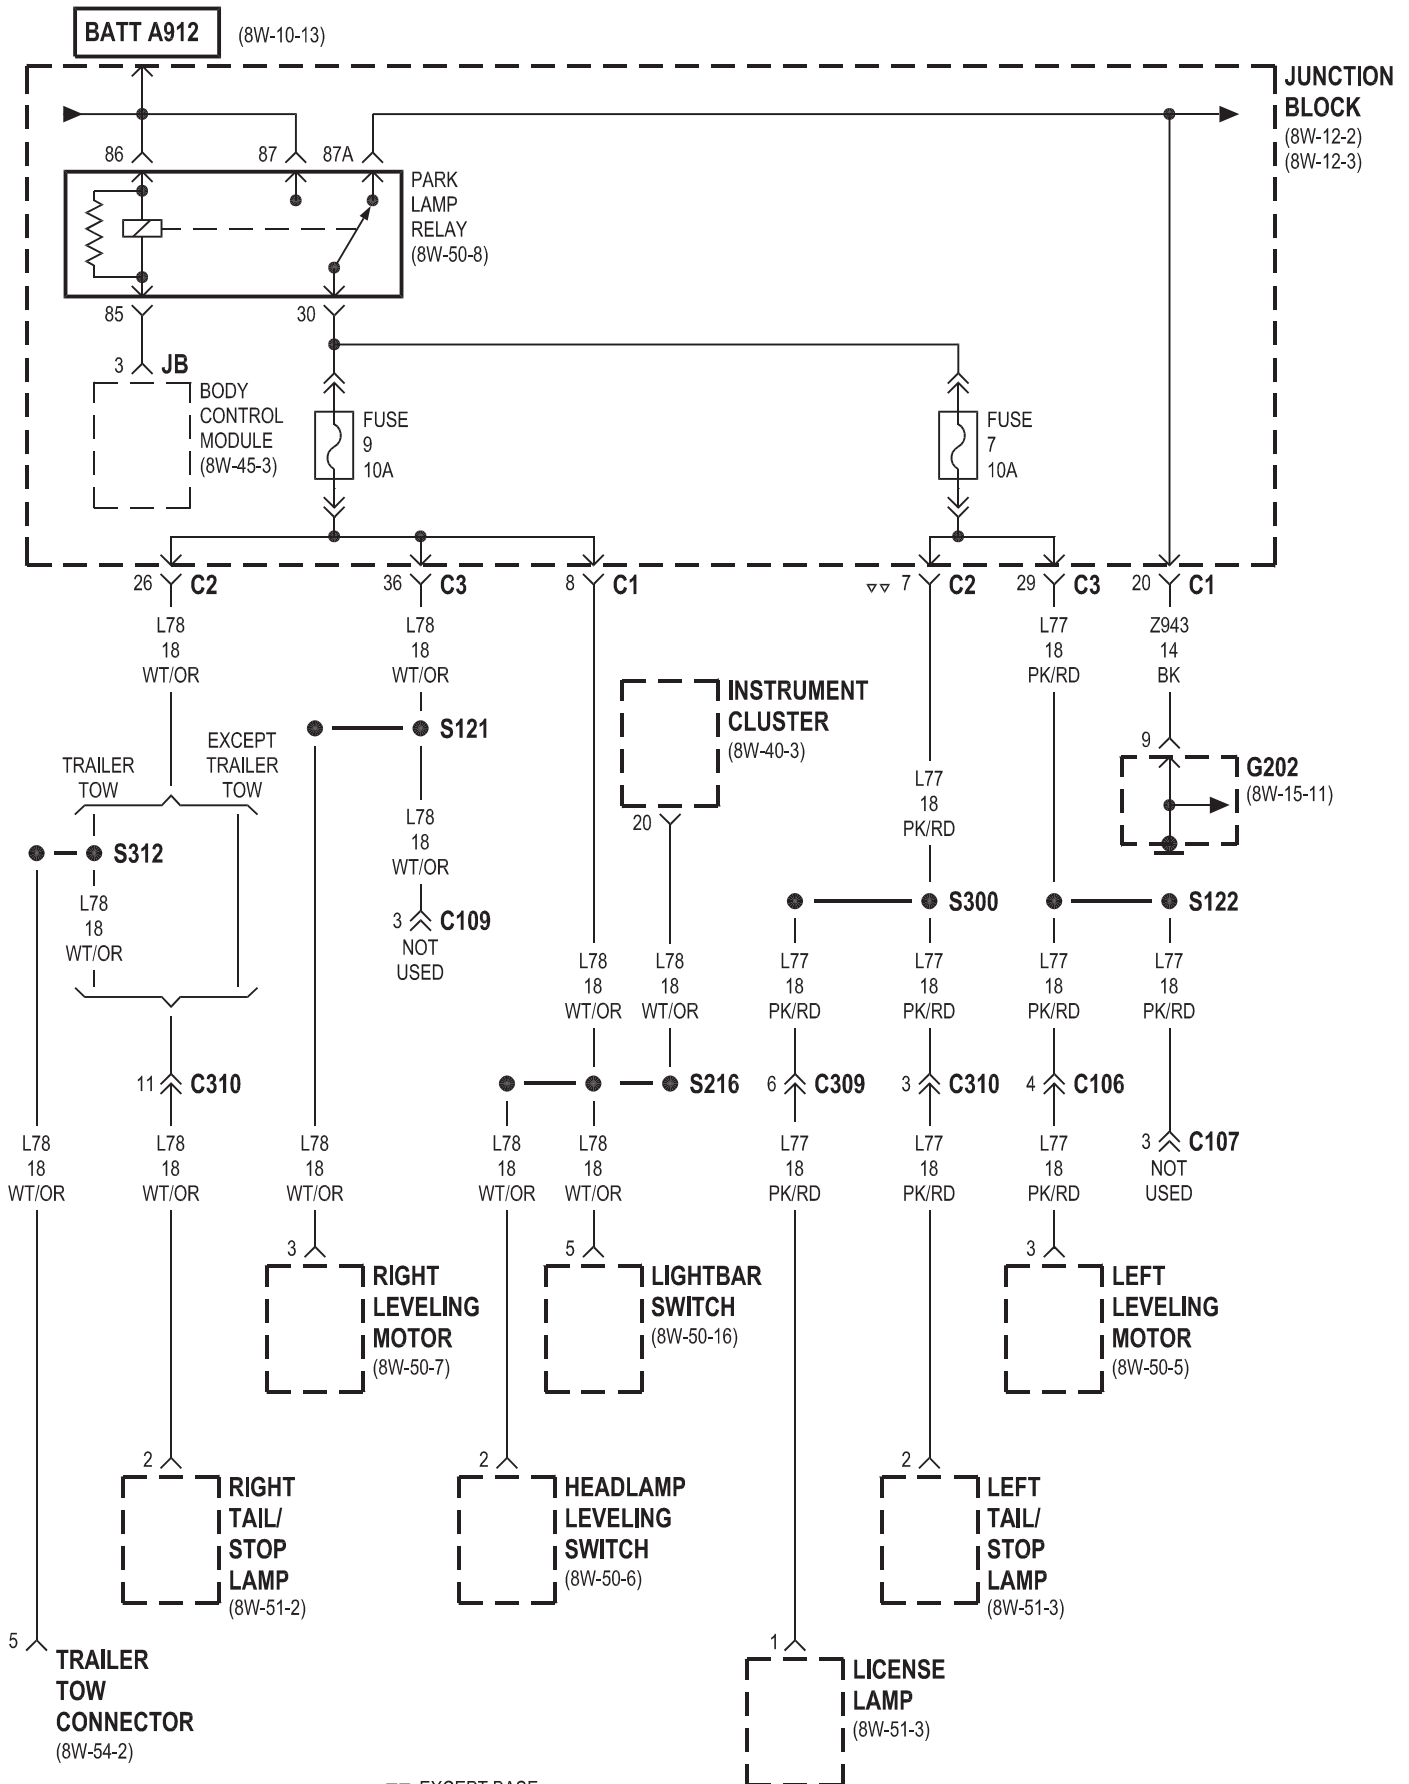 BATT A912 (8W-10-13)
JUNCTION
BLOCK
(8W-12-2)
(8W-12-3)
86
87
87A
PARK
LAMP
RELAY
(8W-50-8)
85
30
3 JB
BODY
CONTROL
MODULE
(8W-45-3)
FUSE
9
10A
FUSE
7
10A
26 C2
36 C3
8 C1
▽▽ 7 C2
29 C3
20 C1
L78
18
WT/OR
L78
18
WT/OR
L77
18
PK/RD
Z943
14
BK
INSTRUMENT
CLUSTER
(8W-40-3)
20
S121
9
G202
(8W-15-11)
TRAILER
TOW
EXCEPT
TRAILER
TOW
L77
18
PK/RD
L78
18
WT/OR
S312
L78
18
WT/OR
3 C109
NOT
USED
S300
S122
L78
18
WT/OR
L78
18
WT/OR
L77
18
PK/RD
L77
18
PK/RD
L77
18
PK/RD
L77
18
PK/RD
11 C310
S216
6 C309
3 C310
4 C106
3 C107
NOT
USED
L78
18
WT/OR
L78
18
WT/OR
L78
18
WT/OR
L78
18
WT/OR
L78
18
WT/OR
L77
18
PK/RD
L77
18
PK/RD
L77
18
PK/RD
3
RIGHT
LEVELING
MOTOR
(8W-50-7)
5
LIGHTBAR
SWITCH
(8W-50-16)
3
LEFT
LEVELING
MOTOR
(8W-50-5)
2
RIGHT
TAIL/
STOP
LAMP
(8W-51-2)
2
HEADLAMP
LEVELING
SWITCH
(8W-50-6)
2
LEFT
TAIL/
STOP
LAMP
(8W-51-3)
5
TRAILER
TOW
CONNECTOR
(8W-54-2)
1
LICENSE
LAMP
(8W-51-3)
▽▽ EXCEPT BASE